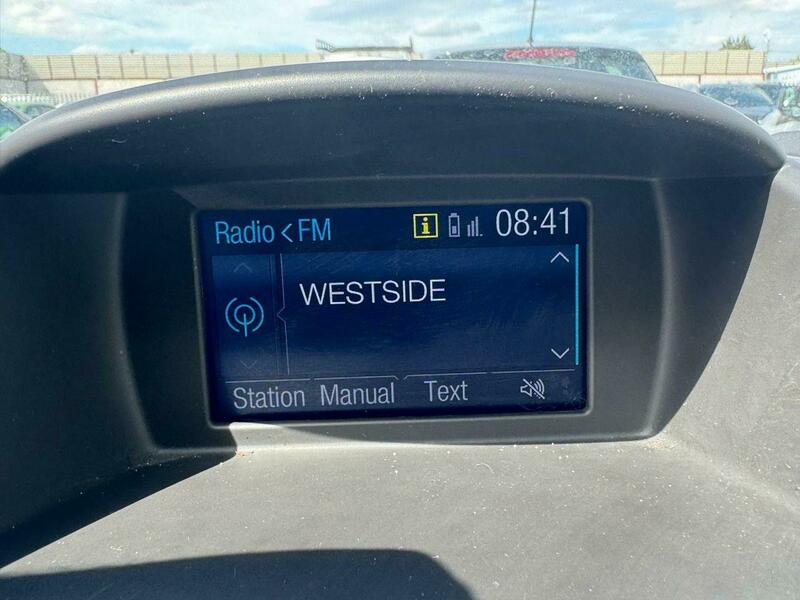 Radio < FM i 08:41
WESTSIDE
Station Manual Text